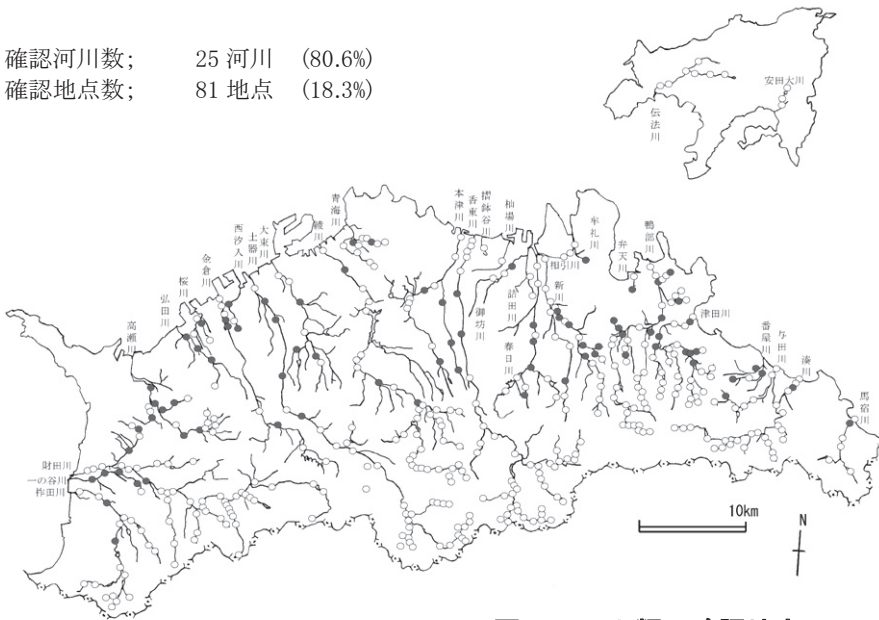 確認河川数; 25 河川 (80.6%)
確認地点数; 81 地点 (18.3%)
安田大川
伝法川
青海川
綾川
大束川
土器川
西汐入川
金倉川
桜川
弘田川
高瀬川
本津川
香東川
摺鉢谷川
杣場川
御坊川
詰田川
春日川
新川
相引川
牟礼川
弁天川
鴨部川
津田川
番屋川
与田川
湊川
馬宿川
財田川
一の谷川
柞田川
10km
N